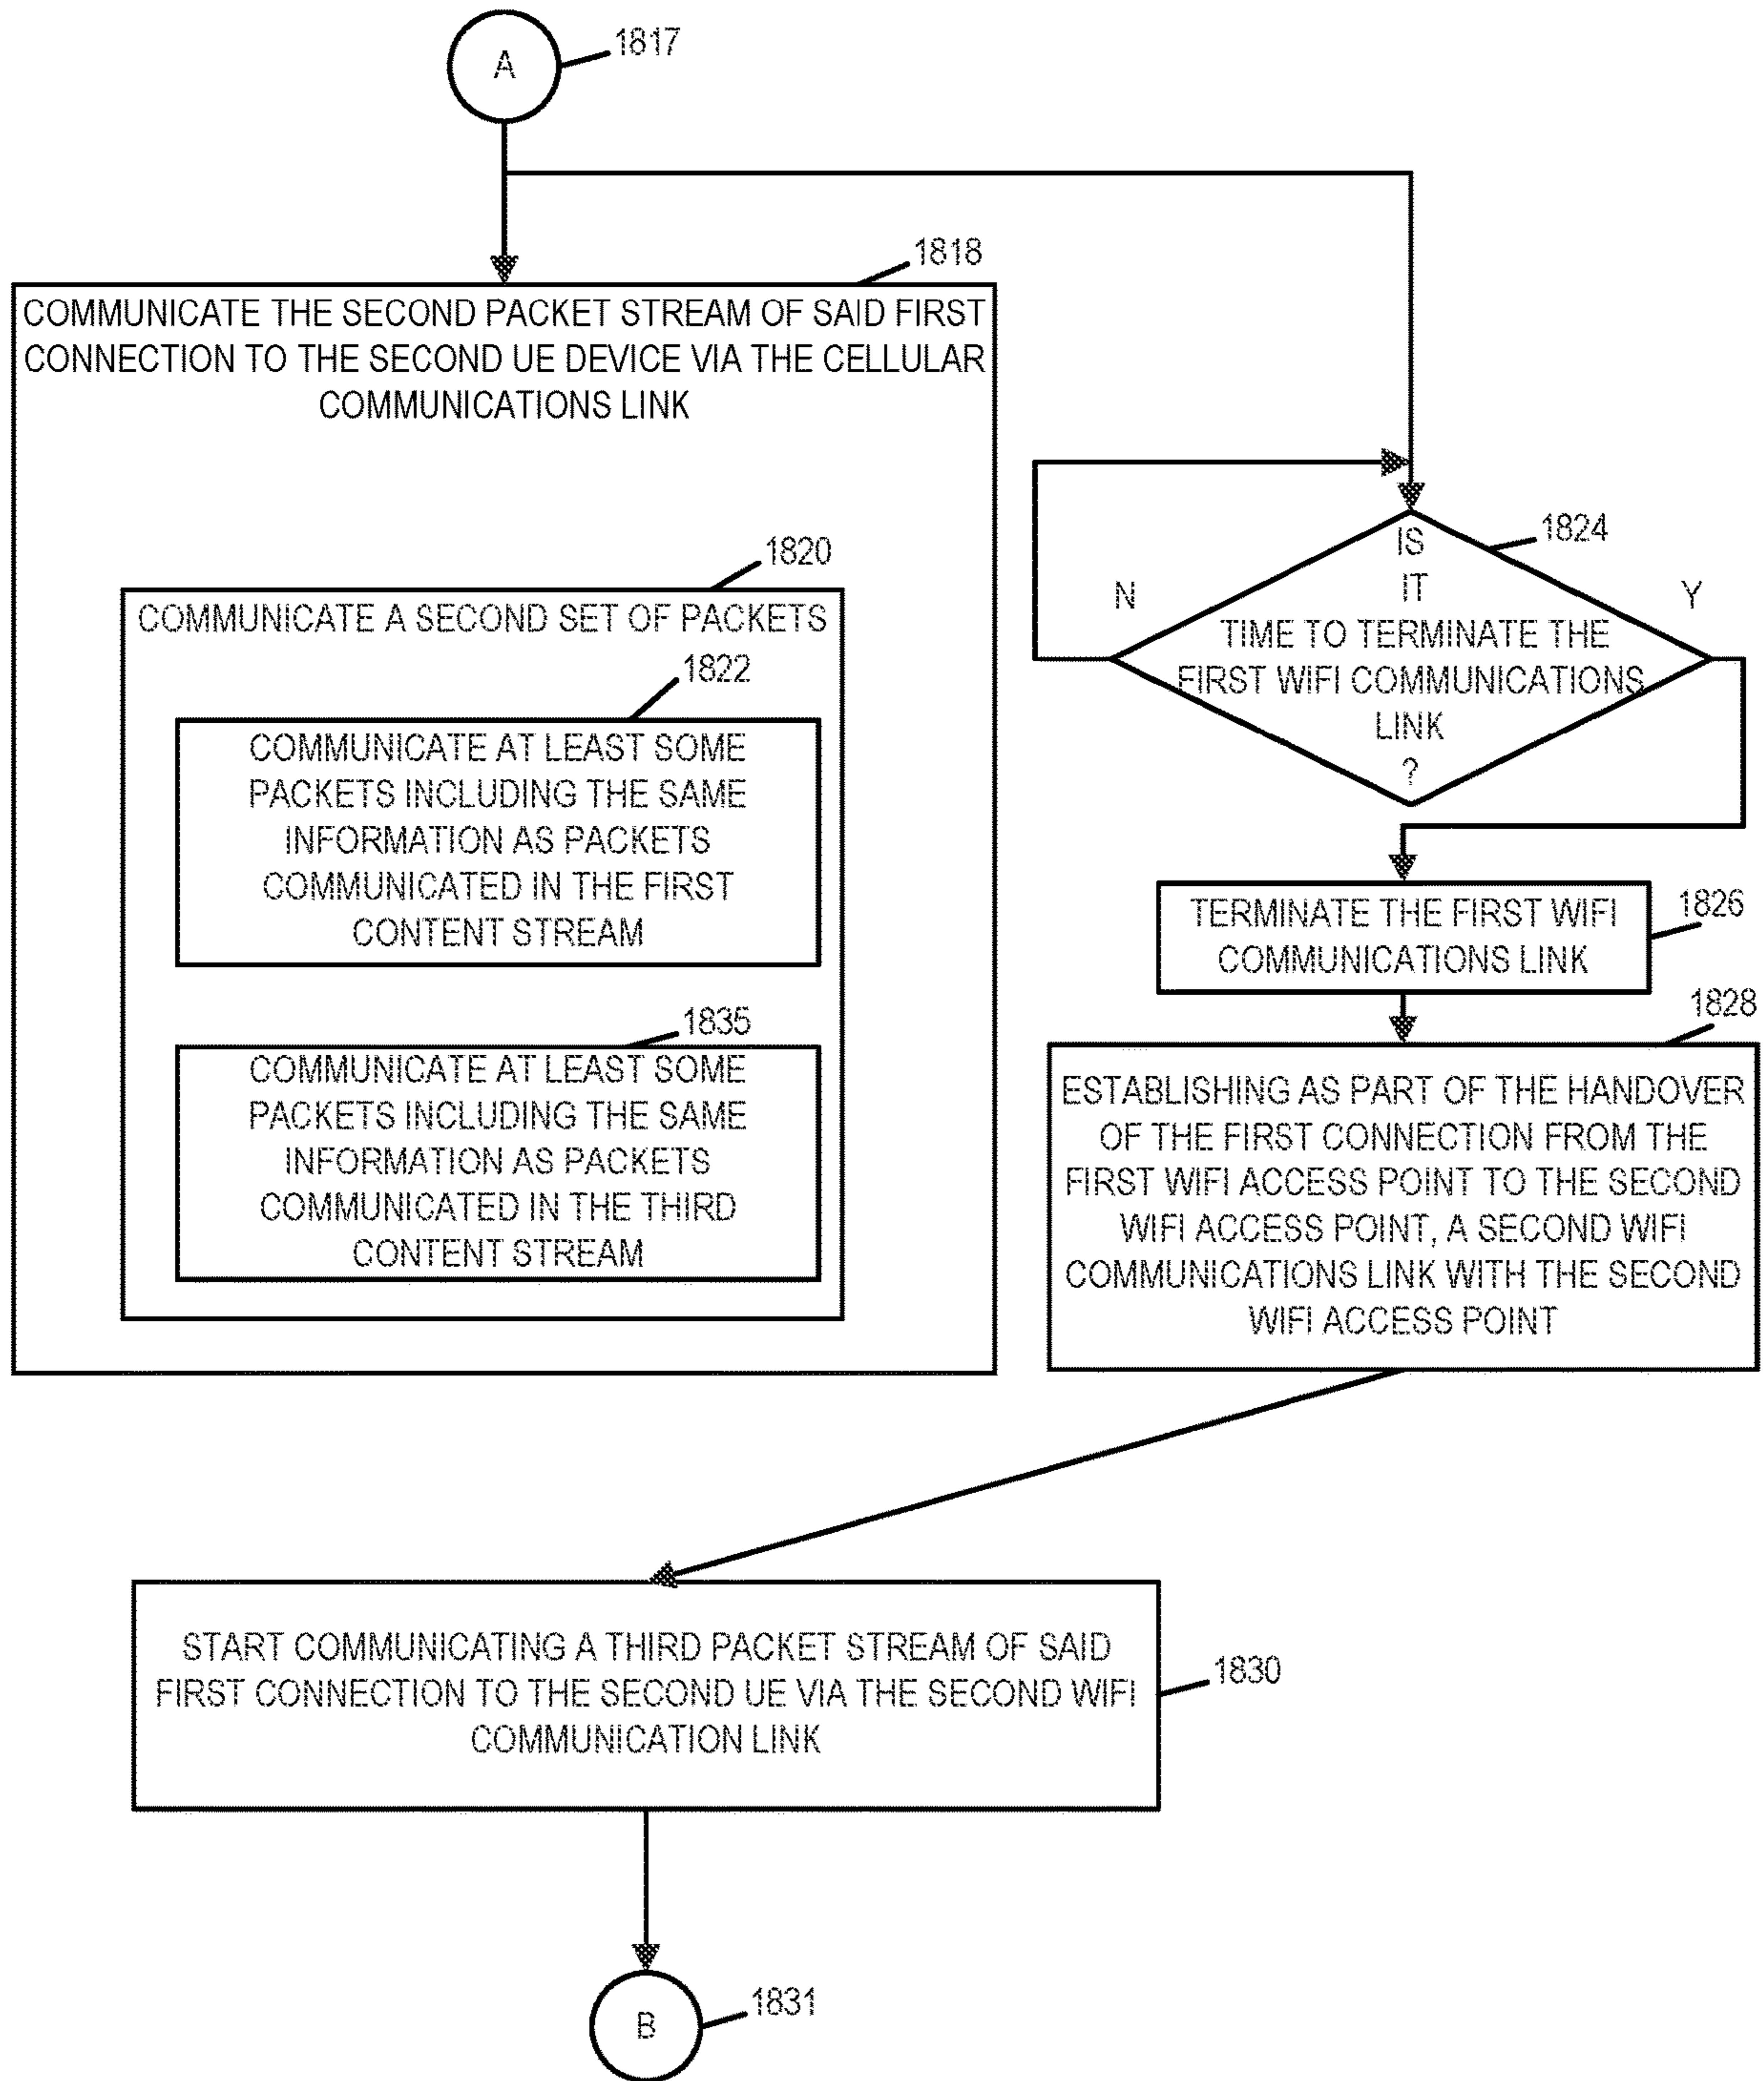 A
1817
1818
COMMUNICATE THE SECOND PACKET STREAM OF SAID FIRST
CONNECTION TO THE SECOND UE DEVICE VIA THE CELLULAR
COMMUNICATIONS LINK
1820
COMMUNICATE A SECOND SET OF PACKETS
1822
COMMUNICATE AT LEAST SOME
PACKETS INCLUDING THE SAME
INFORMATION AS PACKETS
COMMUNICATED IN THE FIRST
CONTENT STREAM
1835
COMMUNICATE AT LEAST SOME
PACKETS INCLUDING THE SAME
INFORMATION AS PACKETS
COMMUNICATED IN THE THIRD
CONTENT STREAM
1824
N
Y
IS
IT
TIME TO TERMINATE THE
FIRST WIFI COMMUNICATIONS
LINK
?
TERMINATE THE FIRST WIFI
COMMUNICATIONS LINK
1826
1828
ESTABLISHING AS PART OF THE HANDOVER
OF THE FIRST CONNECTION FROM THE
FIRST WIFI ACCESS POINT TO THE SECOND
WIFI ACCESS POINT, A SECOND WIFI
COMMUNICATIONS LINK WITH THE SECOND
WIFI ACCESS POINT
START COMMUNICATING A THIRD PACKET STREAM OF SAID
FIRST CONNECTION TO THE SECOND UE VIA THE SECOND WIFI
COMMUNICATION LINK
1830
B
1831